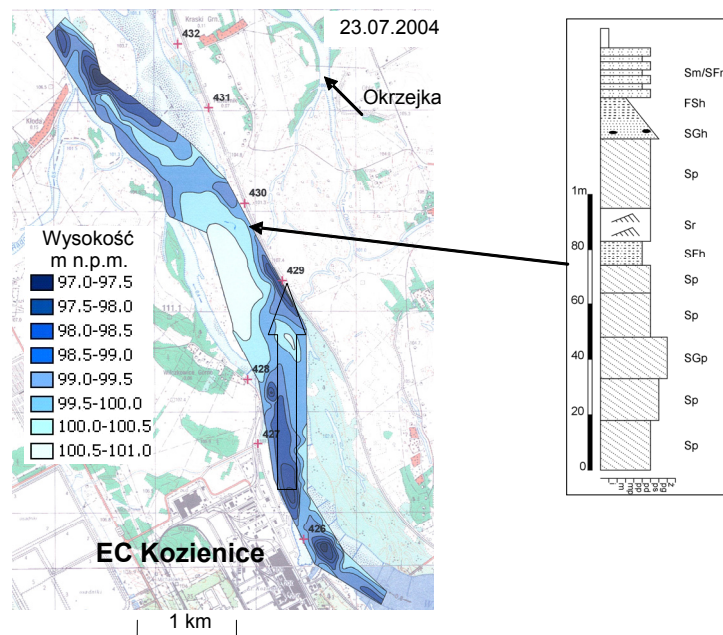 23.07.2004
Okrzejka
432
431
430
429
428
427
426
Kłoda
111.1
Wysokość
m n.p.m.
97.0-97.5
97.5-98.0
98.0-98.5
98.5-99.0
99.0-99.5
99.5-100.0
100.0-100.5
100.5-101.0
EC Kozienice
1 km
Sm/SFr
FSh
SGh
Sp
1m
Sr
80
SFh
Sp
60
Sp
40
SGp
20
Sp
Sp
0